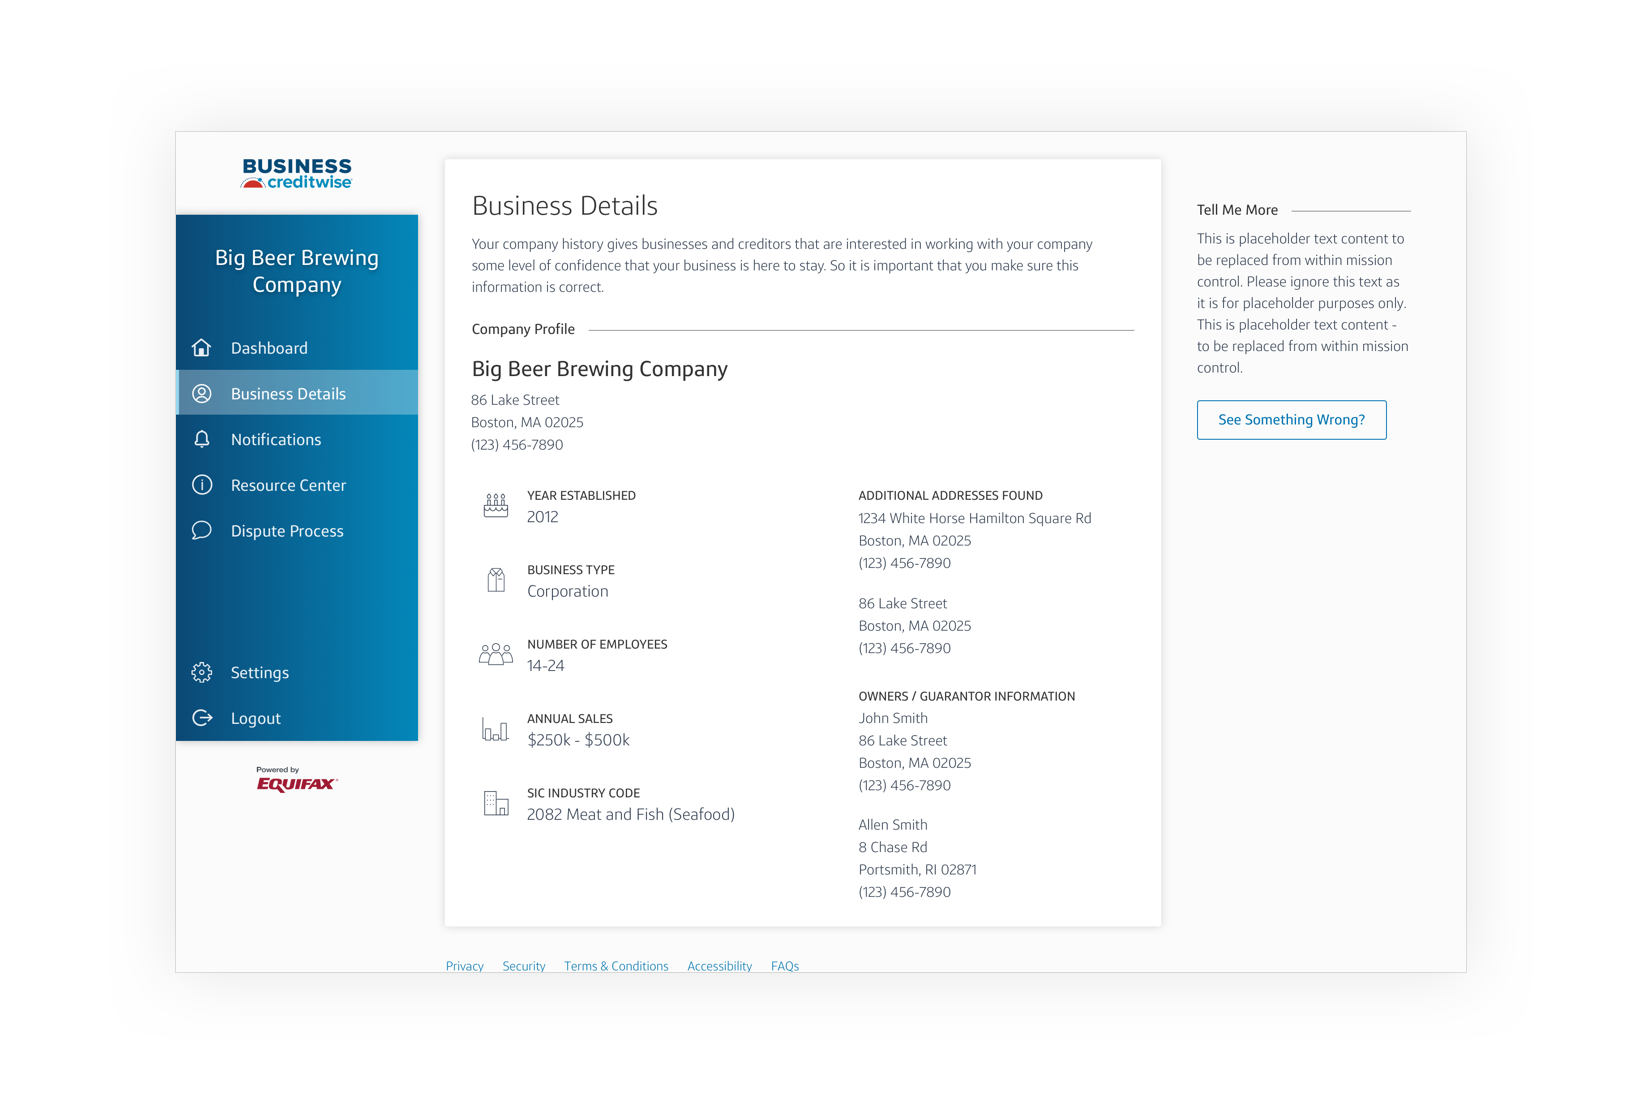 BUSINESS
creditwise
Big Beer Brewing
Company
Dashboard
Business Details
Notifications
Resource Center
Dispute Process
Settings
Logout
Powered by
EQUIFAX
Business Details
Your company history gives businesses and creditors that are interested in working with your company
some level of confidence that your business is here to stay. So it is important that you make sure this
information is correct.
Company Profile
Big Beer Brewing Company
86 Lake Street
Boston, MA 02025
(123) 456-7890
YEAR ESTABLISHED
2012
BUSINESS TYPE
Corporation
NUMBER OF EMPLOYEES
14-24
ANNUAL SALES
$250k - $500k
SIC INDUSTRY CODE
2082 Meat and Fish (Seafood)
ADDITIONAL ADDRESSES FOUND
1234 White Horse Hamilton Square Rd
Boston, MA 02025
(123) 456-7890
86 Lake Street
Boston, MA 02025
(123) 456-7890
OWNERS / GUARANTOR INFORMATION
John Smith
86 Lake Street
Boston, MA 02025
(123) 456-7890
Allen Smith
8 Chase Rd
Portsmith, RI 02871
(123) 456-7890
Tell Me More
This is placeholder text content to
be replaced from within mission
control. Please ignore this text as
it is for placeholder purposes only.
This is placeholder text content -
to be replaced from within mission
control.
See Something Wrong?
Privacy Security Terms & Conditions Accessibility FAQs